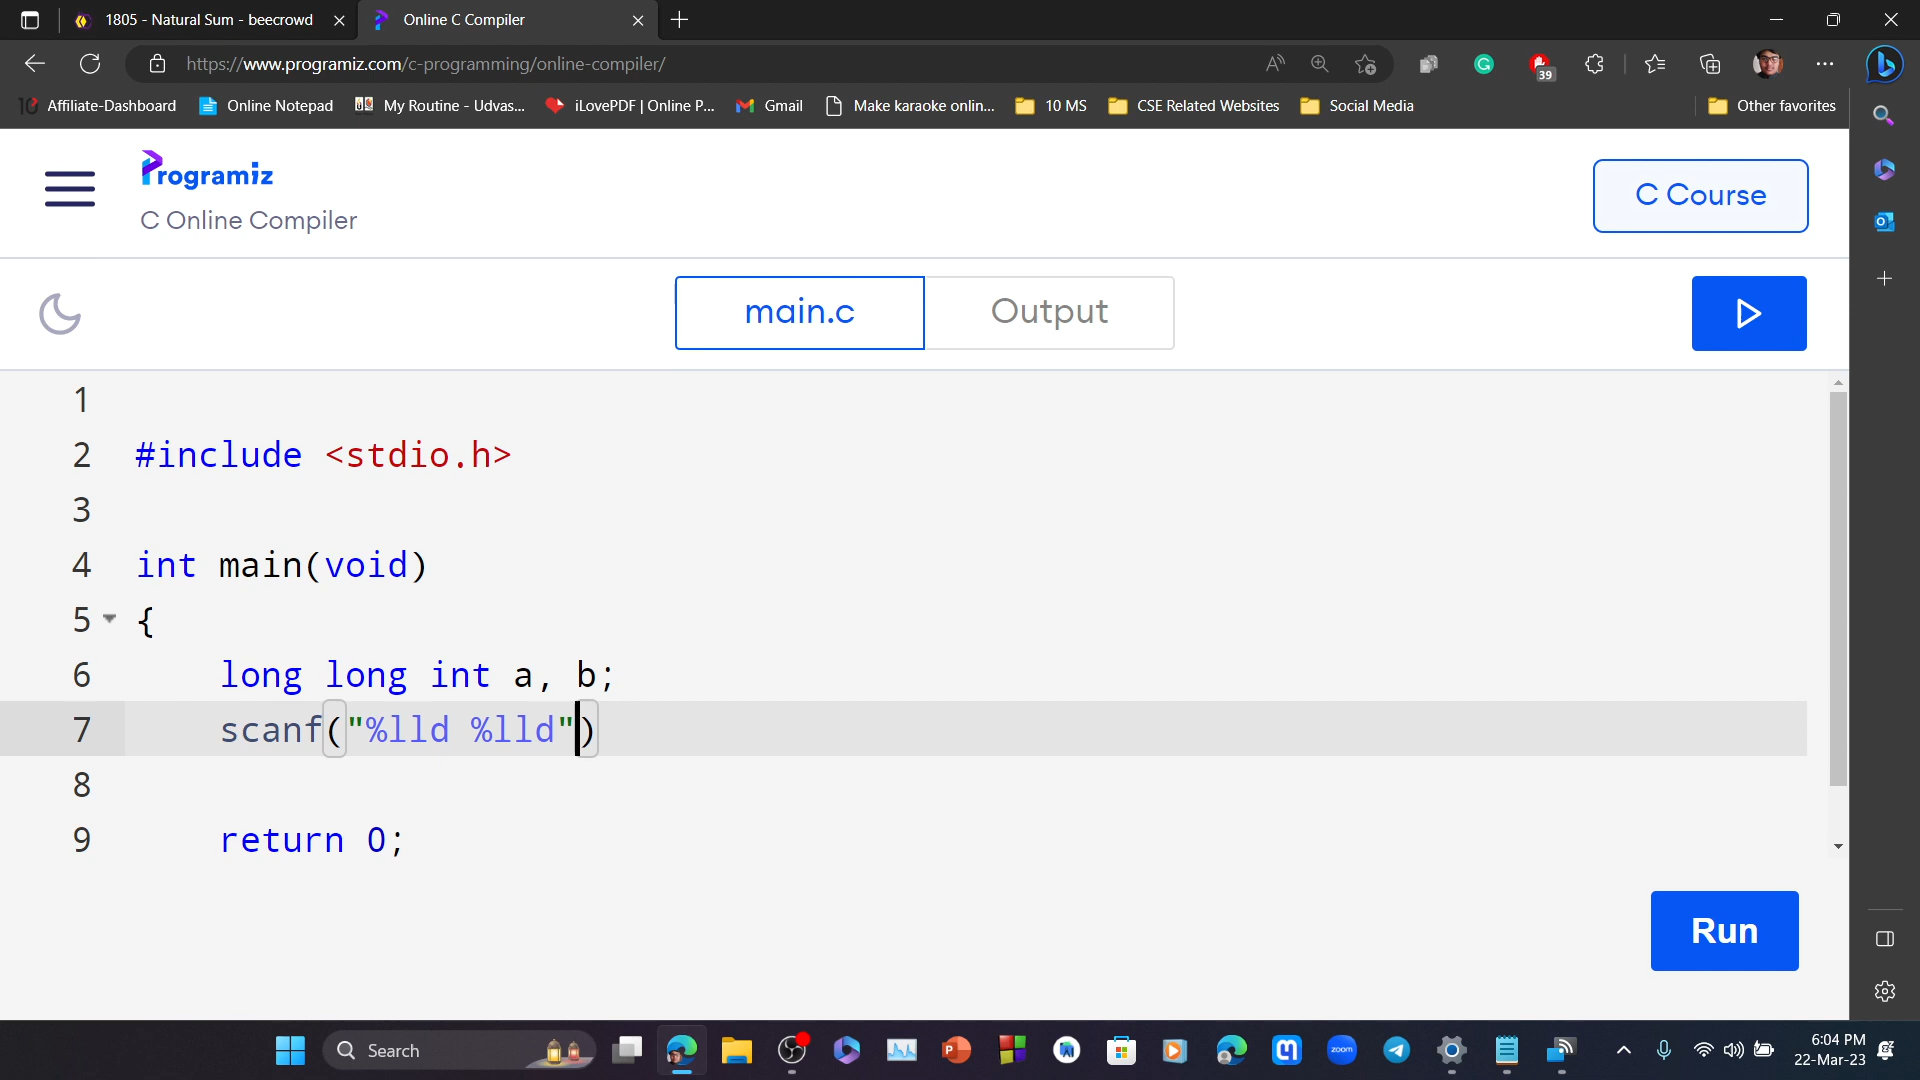 1805 - Natural Sum - beecrowd
Online C Compiler
https://www.programiz.com/c-programming/online-compiler/
39
Affiliate-Dashboard
Online Notepad
My Routine - Udvas...
iLovePDF | Online P...
Gmail
Make karaoke onlin...
10 MS
CSE Related Websites
Social Media
Other favorites
Programiz
C Online Compiler
C Course
main.c
Output
1
2 #include <stdio.h>
3
4 int main(void)
5 {
6 long long int a, b;
7 scanf("%lld %lld")
8
9 return 0;
Run
Search
zoom
6:04 PM
22-Mar-23